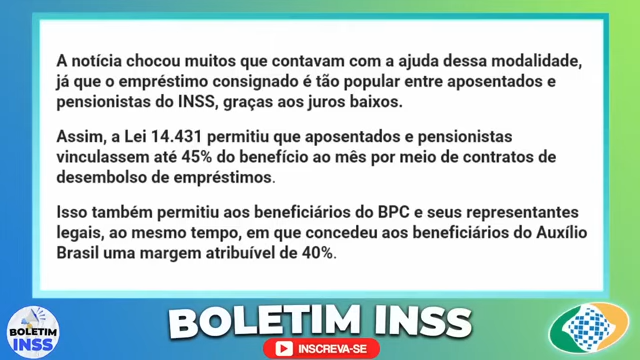 A notícia chocou muitos que contavam com a ajuda dessa modalidade,
já que o empréstimo consignado é tão popular entre aposentados e
pensionistas do INSS, graças aos juros baixos.
Assim, a Lei 14.431 permitiu que aposentados e pensionistas
vinculassem até 45% do benefício ao mês por meio de contratos de
desembolso de empréstimos.
Isso também permitiu aos beneficiários do BPC e seus representantes
legais, ao mesmo tempo, em que concedeu aos beneficiários do Auxílio
Brasil uma margem atribuível de 40%.
BOLETIM
INSS
BOLETIM INSS
INSCREVA-SE